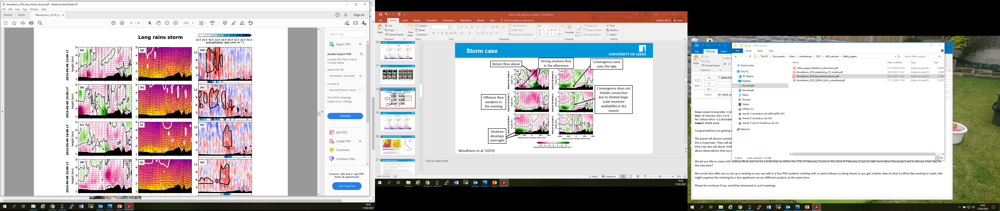 Woodhams_2019_keycontrols_storms.pdf - Adobe Acrobat Reader DC
File Edit View Sign Window Help
Home Tools Woodhams_2019_k... ×
Sign In
14 / 26
150%
Long rains storm
1e-5 2e-5 5e-5 1e-4 2e-4 5e-4 1e-3 2e-3 5e-3
precipitation rate (mm hr⁻¹)
2015-05-06 12:00 LT
height (km)
(a)
(g)
(m)
A
2015-05-06 15:00 LT
height (km)
(b)
B
(h)
(n)
A
C
2015-05-06 18:00 LT
height (km)
(c)
B
D
(i)
D
E
(o)
C
E
D
2015-05-06 22:00 LT
height (km)
(d)
G
(j)
(p)
C
H
Search 'Sign'
Export PDF
Adobe Export PDF
Convert PDF Files to Word
or Excel Online
Select PDF File
Woodhams...torms.pdf ×
Convert to
Microsoft Word (*.docx)
Document Language:
English (U.S.) Change
Convert
Edit PDF
Create PDF
Comment
Combine Files
Convert, edit and e-sign PDF
forms & agreements
Free 7-Day Trial
14:42
17/02/2021
cbirch_UEA_seminar_vn4.pptx - PowerPoint
File Home Insert Design Transitions Animations Slide Show Review View Tell me what you want to do...
Cathryn Birch Share
Paste
Cut
Copy
Format Painter
Clipboard
New
Slide
Layout
Reset
Section
Slides
Font
Text Direction
Align Text
Convert to SmartArt
Paragraph
Arrange
Quick
Styles
Shape Fill
Shape Outline
Shape Effects
Drawing
Find
Replace
Select
Editing
16
17
18
19
20
21
Storm case
UNIVERSITY OF LEEDS
Return flow above
Strong onshore flow
in the afternoon
Convergence zone
over the lake
Offshore flow
weakens in
the evening
Convergence does not
initiate convection
due to limited large-
scale moisture
availability in dry
season
Onshore
develops
overnight
(a)
(d)
(b)
(e)
(c)
(f)
height (km)
distance from eastern shore (km)
distance from eastern shore (km)
−6 −4 −2 0 2 4 6
along-transect wind speed perturbation (ms⁻¹)
Woodhams et al. (2019)
Click to add notes
Slide 18 of 49
Notes Comments
80%
14:42
17/02/2021
File Message Insert
Cut
Copy
Paste
Format Painter
Clipboard
Calibri
B I
Send
To...
Cc...
Bcc...
Subject
Juliane Schw
RE: SENSE em
From: Juliane Schwendike
Sent: 16 February 2021 13:14
To: Cathryn Birch
Subject: SENSE email
Congratualations on getting a
The panel will almost certainl
this is important. They will als
they may also ask about meth
about observations that you
Would you like to meet with Cathryn Birch and me for a brief chat on either the 17th of February (3 pm) or the 22nd of February (1 pm) to talk more about the project and to discuss a few tips for
the interview?
We would also offer you to set up a meeting so you can talk to a few PhD students working with us (and without us being there) so you get a better idea of what it will be like working in Leeds. We
might organise the meeting for a few applicants across different projects at the same time.
Please let me know if you would be interested in such meetings.
Beths_papers
File Home Share View
This PC > Documents > Work > conferences > 2021 > UEA_seminar > Beths_papers
Search Beths_papers
Quick access
This PC
3D Objects
Desktop
Documents
Downloads
Music
Pictures
Videos
OSDisk (C:)
earceb (\\ds.leeds.ac.uk\staff\staff9) (M:)
shared (\\ds.leeds.ac.uk) (N:)
earceb (\\see-fs-02.leeds.ac.uk) (Z:)
Network
Name Date modified Type Size
Cafaro_paper_EastAfrica_submission.pdf 21/10/2020 16:19 Adobe Acrobat D... 10,060
Woodhams_2018_addedvalue_CP_model.pdf 20/01/2021 15:41 Adobe Acrobat D... 6,986
Woodhams_2019_keycontrols_storms.pdf 20/01/2021 15:42 Adobe Acrobat D... 17,446
Woodhams_2020_QJRMS_HyVic_submitted.pdf 11/11/2020 11:04 Adobe Acrobat D... 35,255
4 items 1 item selected 17.0 MB
14:42
17/02/2021